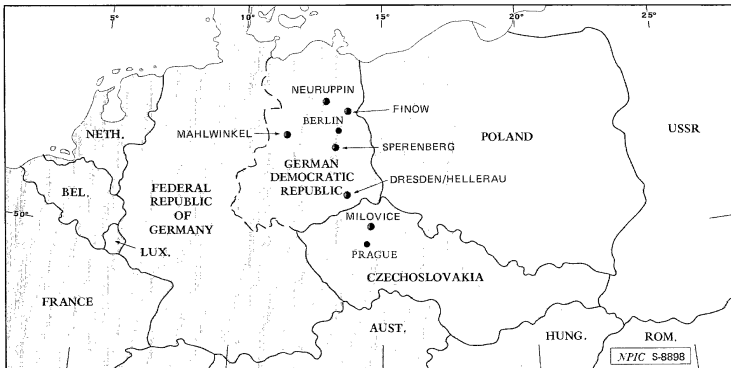 5° 10° 15° 20° 25°
NEURUPPIN
FINOW
BERLIN
NETH.
MAHLWINKEL
POLAND
USSR
SPERENBERG
GERMAN
DEMOCRATIC
REPUBLIC
DRESDEN/HELLERAU
BEL.
FEDERAL
REPUBLIC
OF
GERMANY
50°
MILOVICE
LUX.
PRAGUE
CZECHOSLOVAKIA
FRANCE
AUST.
HUNG.
ROM.
NPIC S-8898